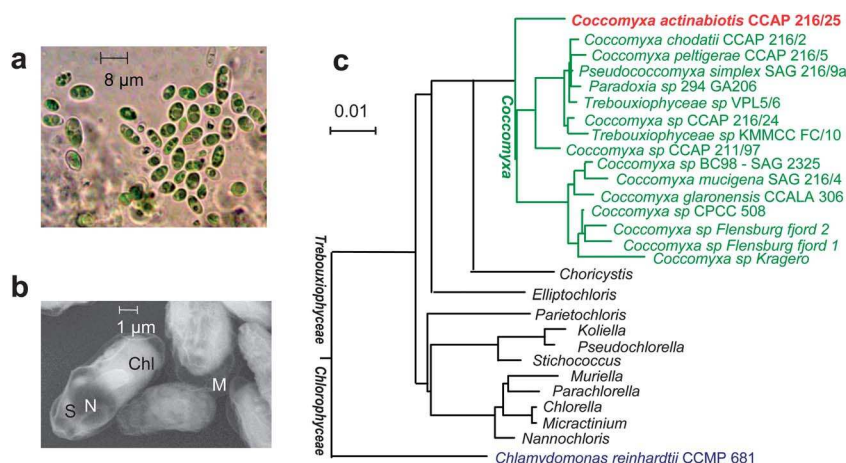 a
8 µm
b
1 µm
Chl
S
N
M
c
0.01
Trebouxiophyceae
Chlorophyceae
Coccomyxa
Coccomyxa actinabiotis CCAP 216/25
Coccomyxa chodatii CCAP 216/2
Coccomyxa peltigerae CCAP 216/5
Pseudococcomyxa simplex SAG 216/9a
Paradoxia sp 294 GA206
Trebouxiophyceae sp VPL5/6
Coccomyxa sp CCAP 216/24
Trebouxiophyceae sp KMMCC FC/10
Coccomyxa sp CCAP 211/97
Coccomyxa sp BC98 - SAG 2325
Coccomyxa mucigena SAG 216/4
Coccomyxa glaronensis CCALA 306
Coccomyxa sp CPCC 508
Coccomyxa sp Flensburg fjord 2
Coccomyxa sp Flensburg fjord 1
Coccomyxa sp Kragero
Choricystis
Elliptochloris
Parietochloris
Koliella
Pseudochlorella
Stichococcus
Muriella
Parachlorella
Chlorella
Micractinium
Nannochloris
Chlamydomonas reinhardtii CCMP 681